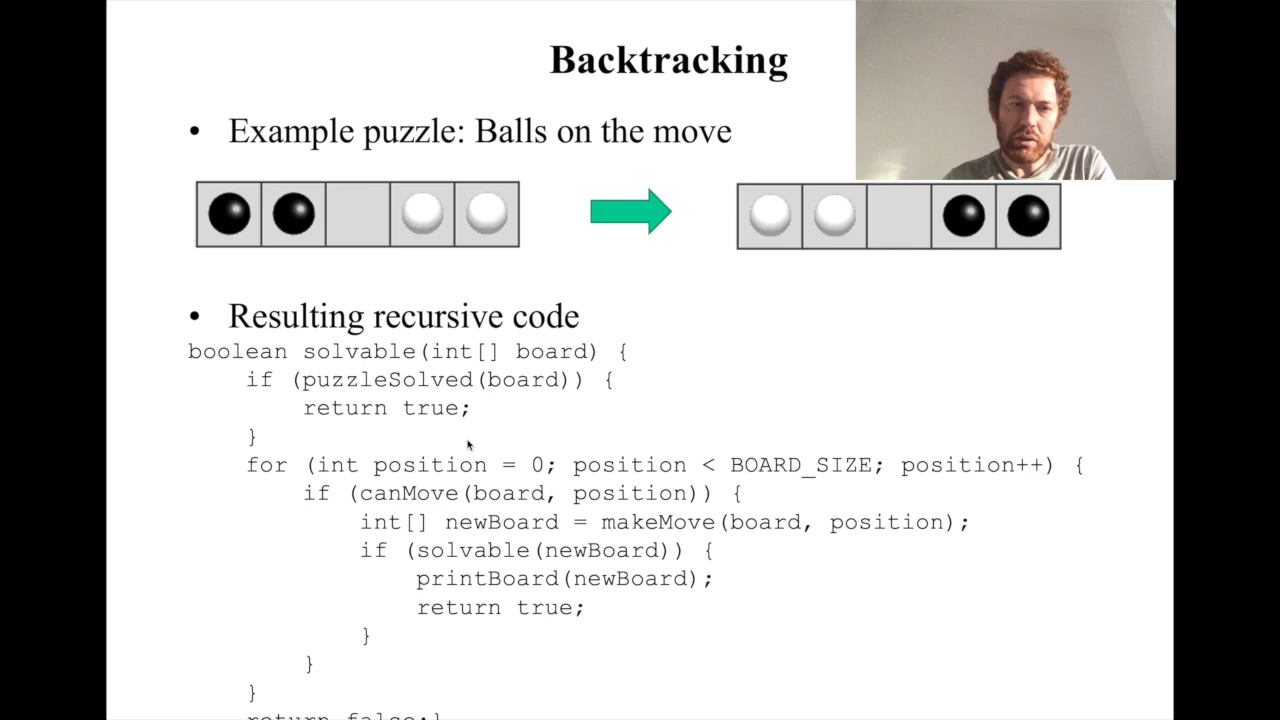 Backtracking
• Example puzzle: Balls on the move
• Resulting recursive code
boolean solvable(int[] board) {
    if (puzzleSolved(board)) {
        return true;
    }
    for (int position = 0; position < BOARD_SIZE; position++) {
        if (canMove(board, position)) {
            int[] newBoard = makeMove(board, position);
            if (solvable(newBoard)) {
                printBoard(newBoard);
                return true;
            }
        }
    }
    return false;}